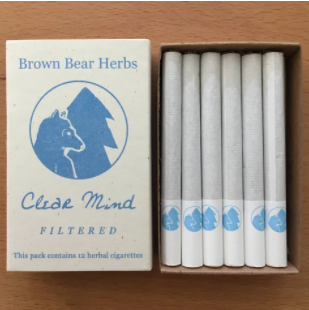 Brown Bear Herbs
Clear Mind
FILTERED
This pack contains 12 herbal cigarettes